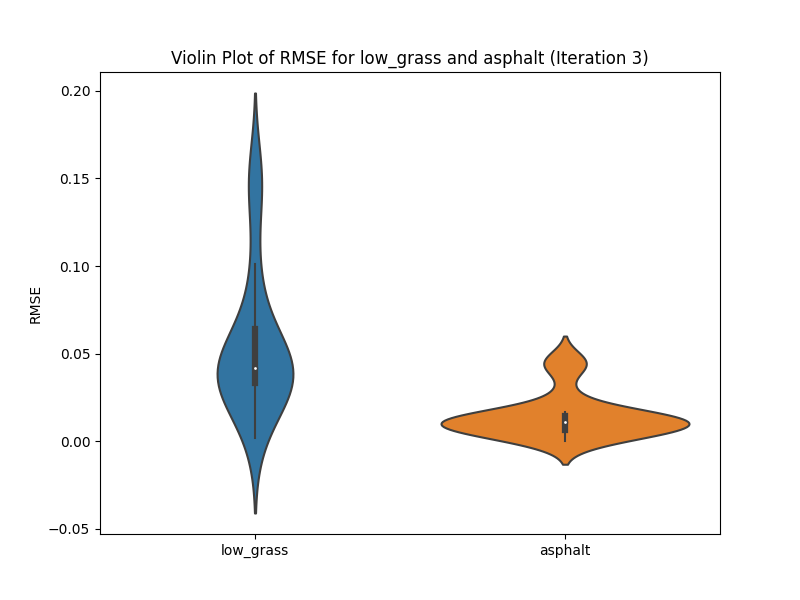 Violin Plot of RMSE for low_grass and asphalt (Iteration 3)
0.20
0.15
0.10
0.05
0.00
−0.05
RMSE
low_grass
asphalt